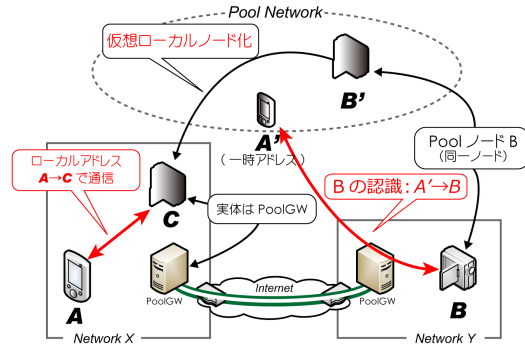 Pool Network
仮想ローカルノード化
B'
A'
(一時アドレス)
Pool ノード B
(同一ノード)
ローカルアドレス
A→C で通信
C
実体は PoolGW
B の認識: A'→B
A
PoolGW
Internet
PoolGW
B
Network X
Network Y